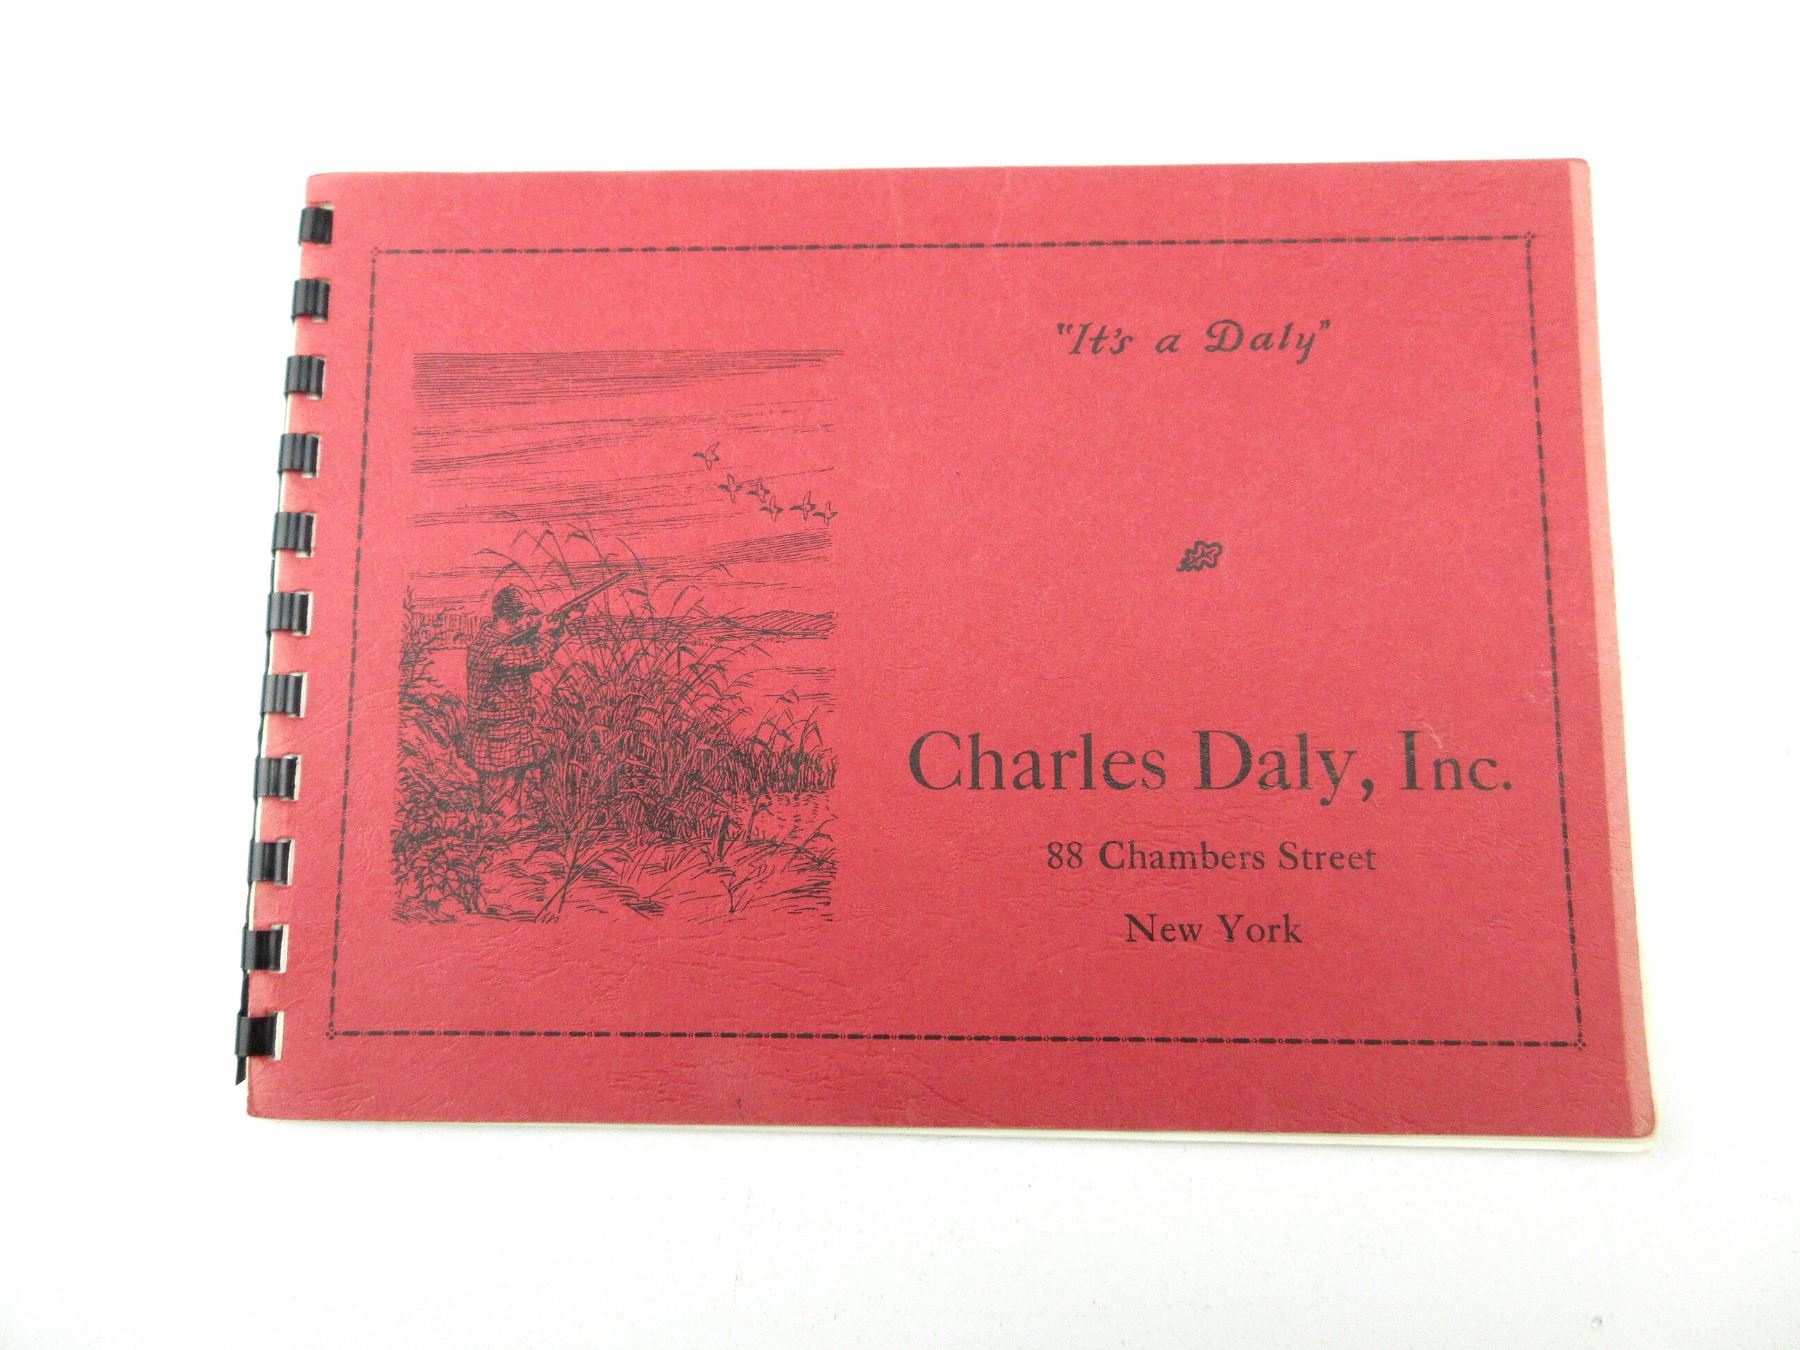 "It's a Daly"
Charles Daly, Inc.
88 Chambers Street
New York